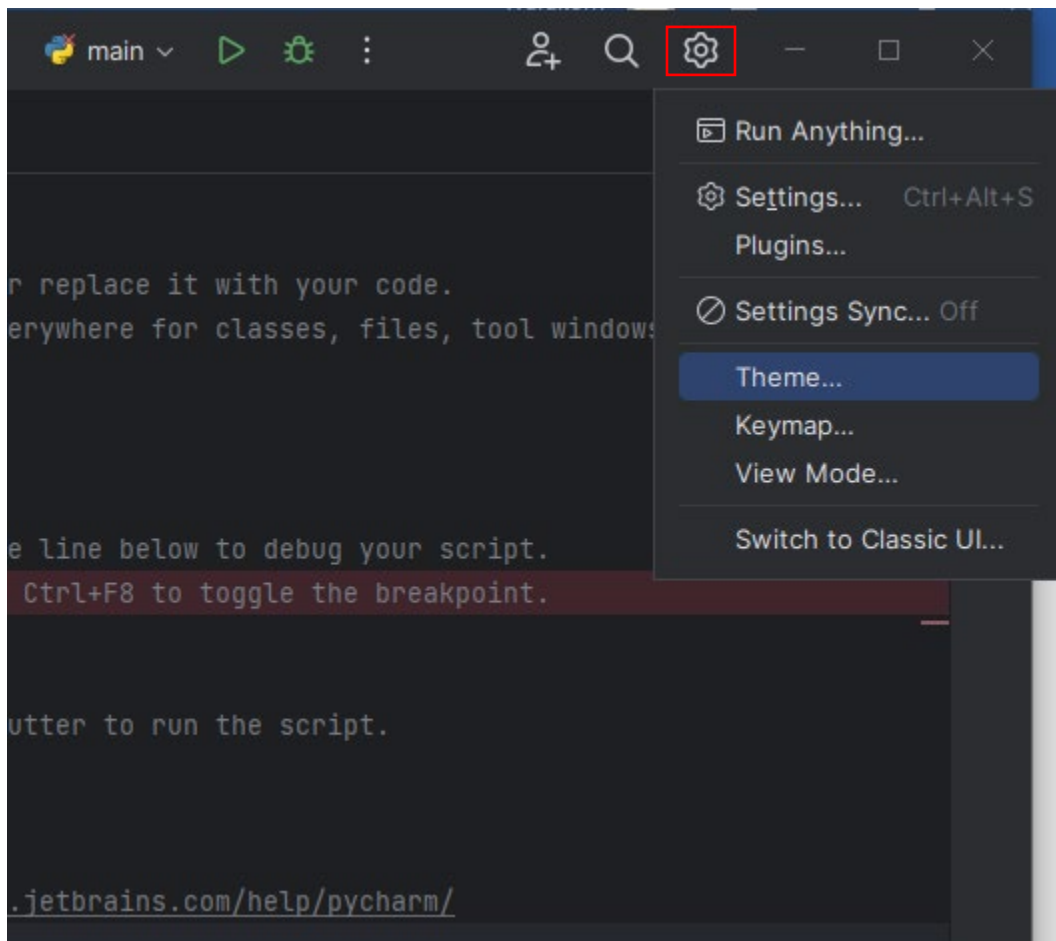 main
Run Anything...
Settings... Ctrl+Alt+S
Plugins...
r replace it with your code.
Settings Sync... Off
erywhere for classes, files, tool windows
Theme...
Keymap...
View Mode...
e line below to debug your script.
Switch to Classic UI...
Ctrl+F8 to toggle the breakpoint.
utter to run the script.
.jetbrains.com/help/pycharm/